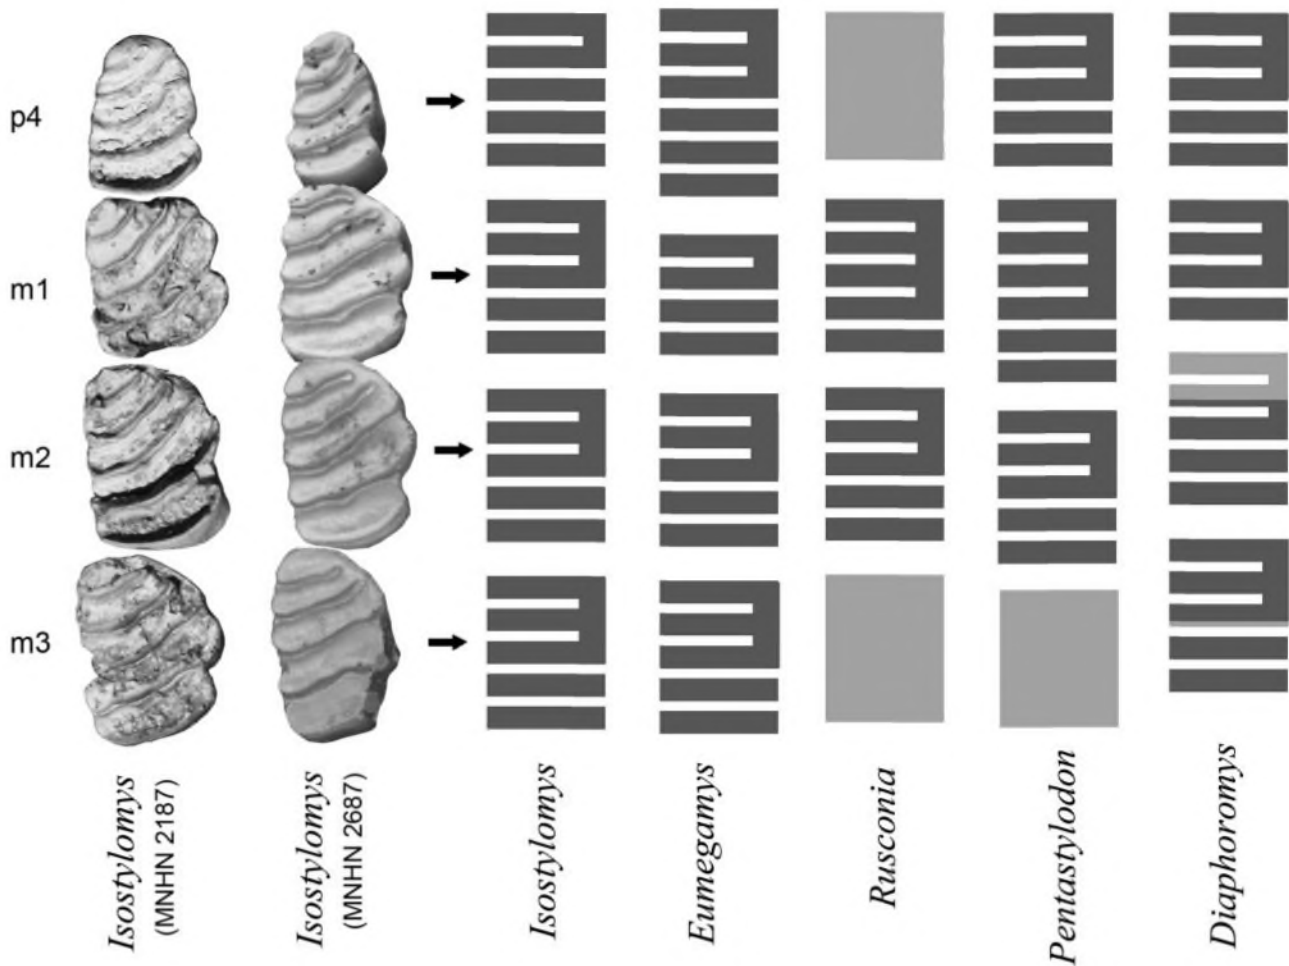 p4
m1
m2
m3
Isostylomys
(MNHN 2187)
Isostylomys
(MNHN 2687)
Isostylomys
Eumegamys
Rusconia
Pentastylodon
Diaphoromys